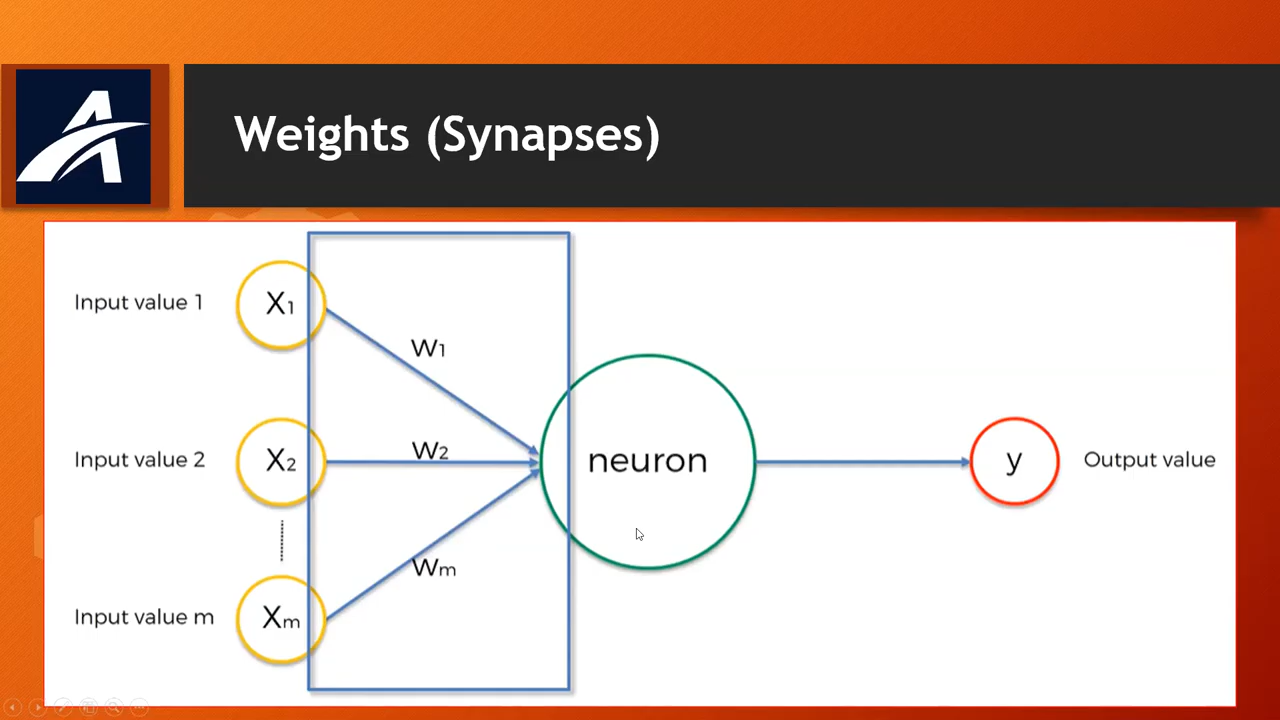 Weights (Synapses)
Input value 1
X1
W1
Input value 2
X2
W2
neuron
y
Output value
Input value m
Xm
Wm